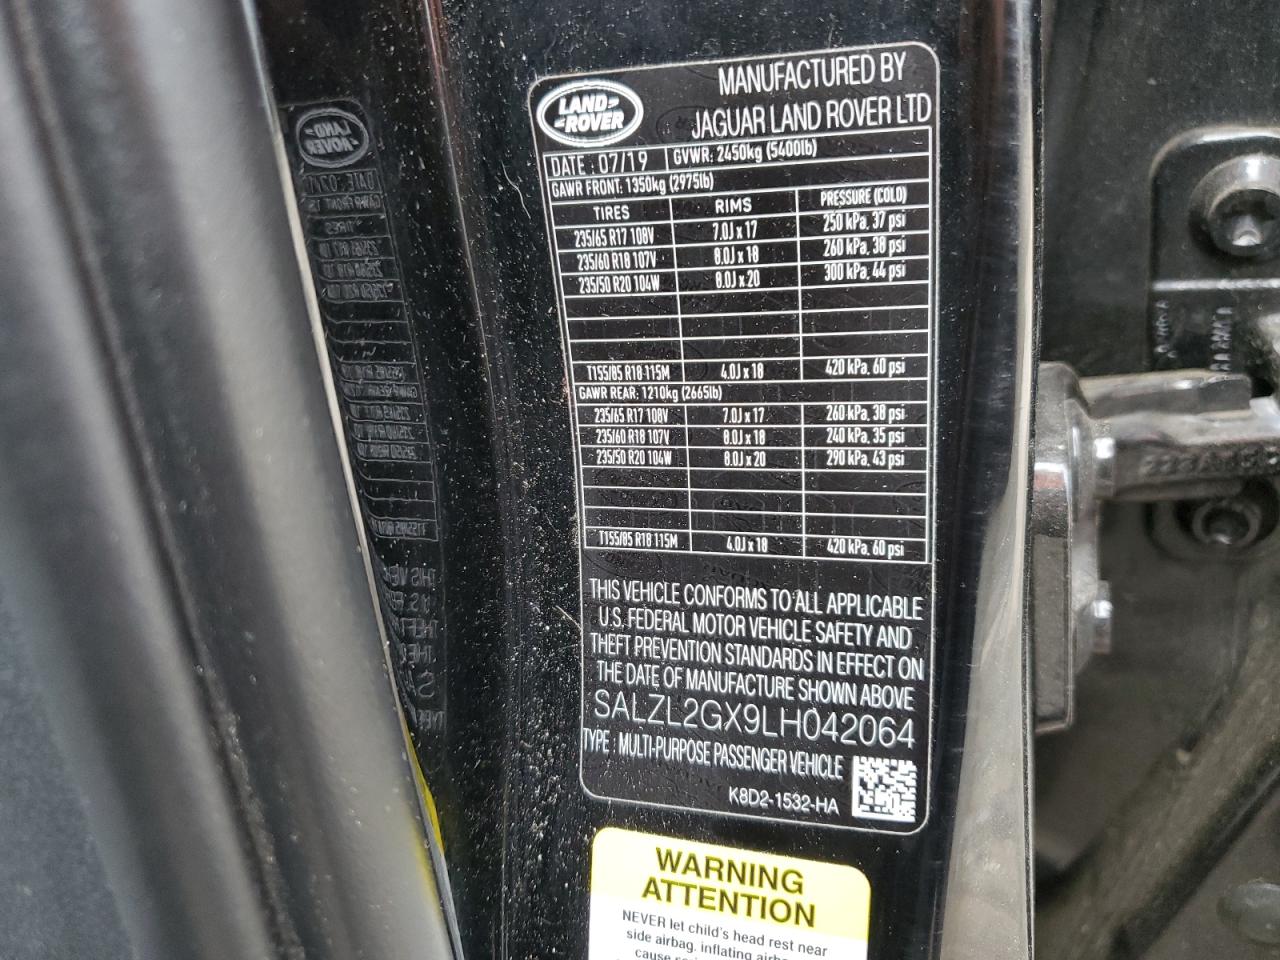 LAND-
-ROVER
MANUFACTURED BY
JAGUAR LAND ROVER LTD
DATE : 07/19 GVWR: 2450kg (5400lb)
GAWR FRONT: 1350kg (2975lb)
TIRES RIMS PRESSURE (COLD)
235/65 R17 108V 7.0J x 17 250 kPa, 37 psi
235/60 R18 107V 8.0J x 18 260 kPa, 38 psi
235/50 R20 104W 8.0J x 20 300 kPa, 44 psi
T155/85 R18 115M 4.0J x 18 420 kPa, 60 psi
GAWR REAR: 1210kg (2665lb)
235/65 R17 108V 7.0J x 17 260 kPa, 38 psi
235/60 R18 107V 8.0J x 18 240 kPa, 35 psi
235/50 R20 104W 8.0J x 20 290 kPa, 43 psi
T155/85 R18 115M 4.0J x 18 420 kPa, 60 psi
THIS VEHICLE CONFORMS TO ALL APPLICABLE
U.S. FEDERAL MOTOR VEHICLE SAFETY AND
THEFT PREVENTION STANDARDS IN EFFECT ON
THE DATE OF MANUFACTURE SHOWN ABOVE
SALZL2GX9LH042064
TYPE : MULTI-PURPOSE PASSENGER VEHICLE
K8D2-1532-HA
WARNING
ATTENTION
NEVER let child's head rest near
side airbag, inflating
cause